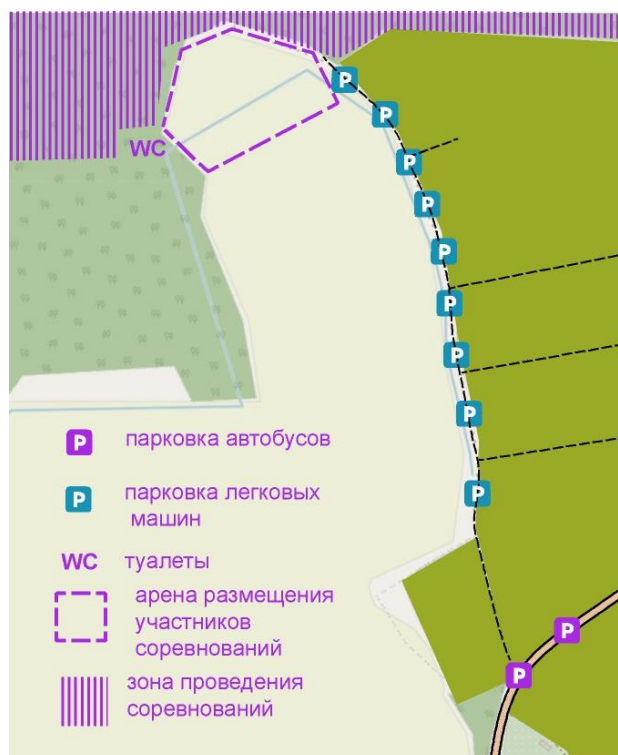 P
P
P
WC
P
P
P
P
P
P
P
P
P
P парковка автобусов
P парковка легковых
машин
WC туалеты
арена размещения
участников
соревнований
зона проведения
соревнований